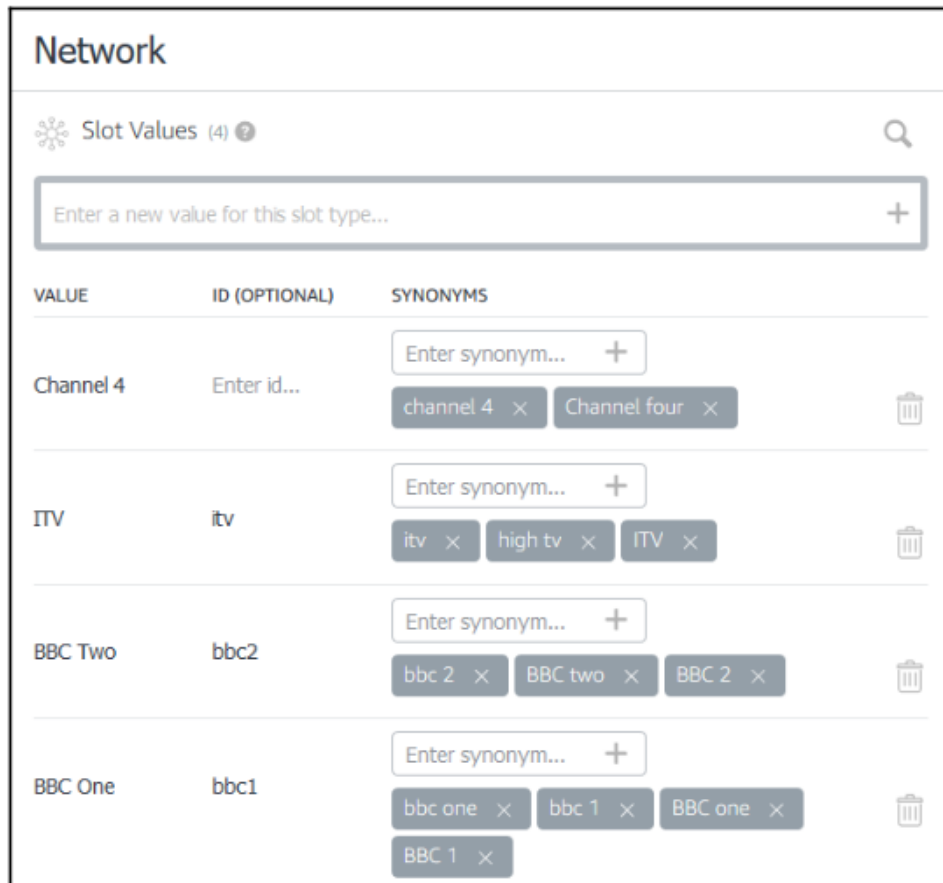 Network
Slot Values (4) ?
Enter a new value for this slot type... +
VALUE ID (OPTIONAL) SYNONYMS
Enter synonym... +
Channel 4 Enter id...
channel 4 × Channel four ×
Enter synonym... +
ITV itv
itv × high tv × ITV ×
Enter synonym... +
BBC Two bbc2
bbc 2 × BBC two × BBC 2 ×
Enter synonym... +
BBC One bbc1
bbc one × bbc 1 × BBC one ×
BBC 1 ×